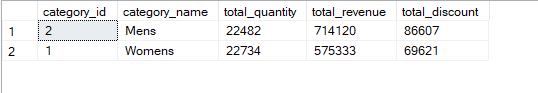 category_id category_name total_quantity total_revenue total_discount
1 2 Mens 22482 714120 86607
2 1 Womens 22734 575333 69621